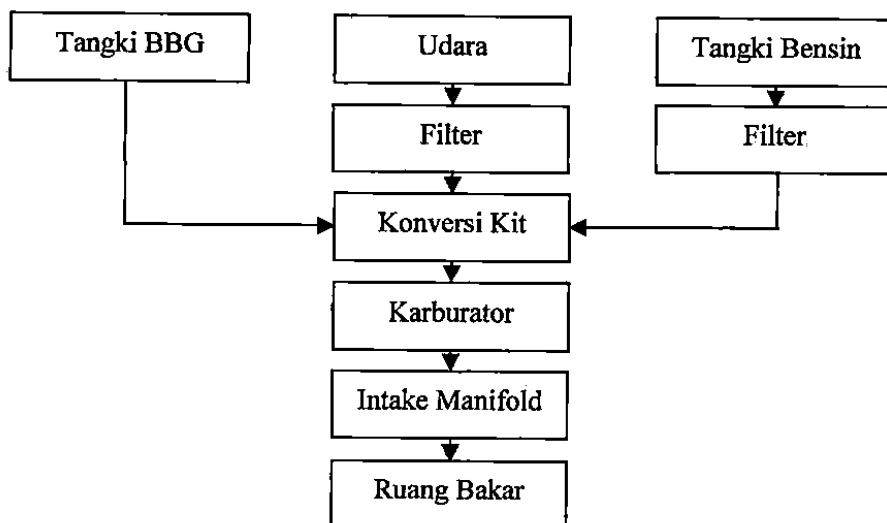 Tangki BBG
Udara
Tangki Bensin
Filter
Filter
Konversi Kit
Karburator
Intake Manifold
Ruang Bakar